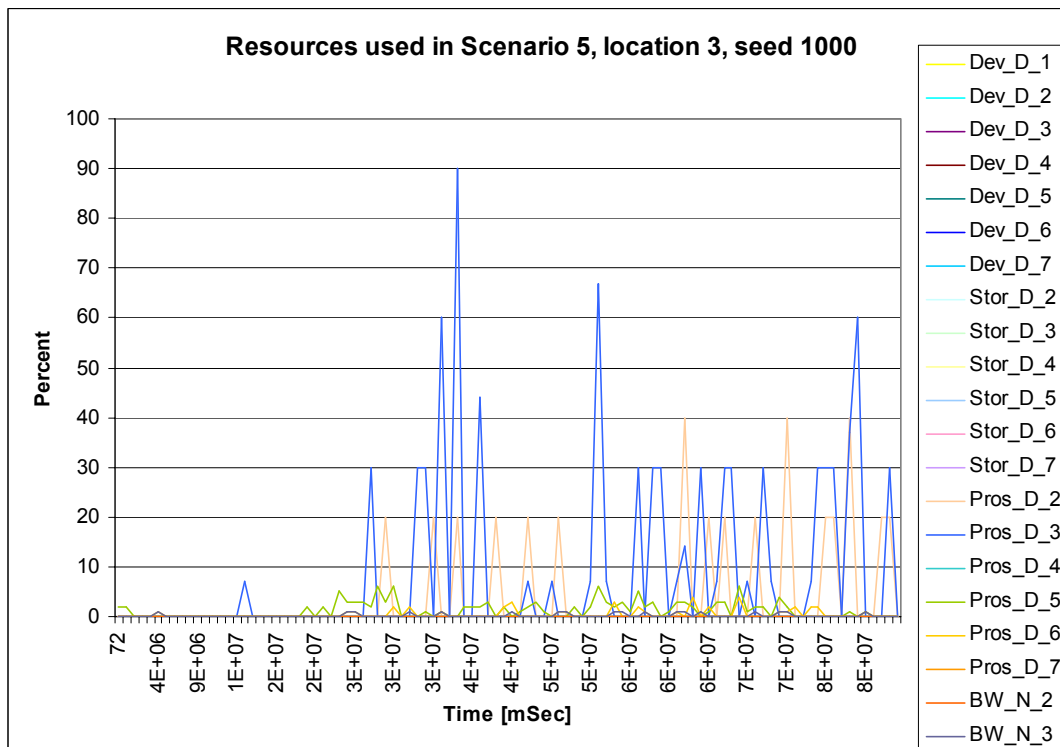 Resources used in Scenario 5, location 3, seed 1000
Percent
100
90
80
70
60
50
40
30
20
10
0
72
4E+06
9E+06
1E+07
2E+07
2E+07
3E+07
3E+07
3E+07
4E+07
4E+07
5E+07
5E+07
6E+07
6E+07
6E+07
7E+07
7E+07
8E+07
8E+07
Time [mSec]
Dev_D_1
Dev_D_2
Dev_D_3
Dev_D_4
Dev_D_5
Dev_D_6
Dev_D_7
Stor_D_2
Stor_D_3
Stor_D_4
Stor_D_5
Stor_D_6
Stor_D_7
Pros_D_2
Pros_D_3
Pros_D_4
Pros_D_5
Pros_D_6
Pros_D_7
BW_N_2
BW_N_3